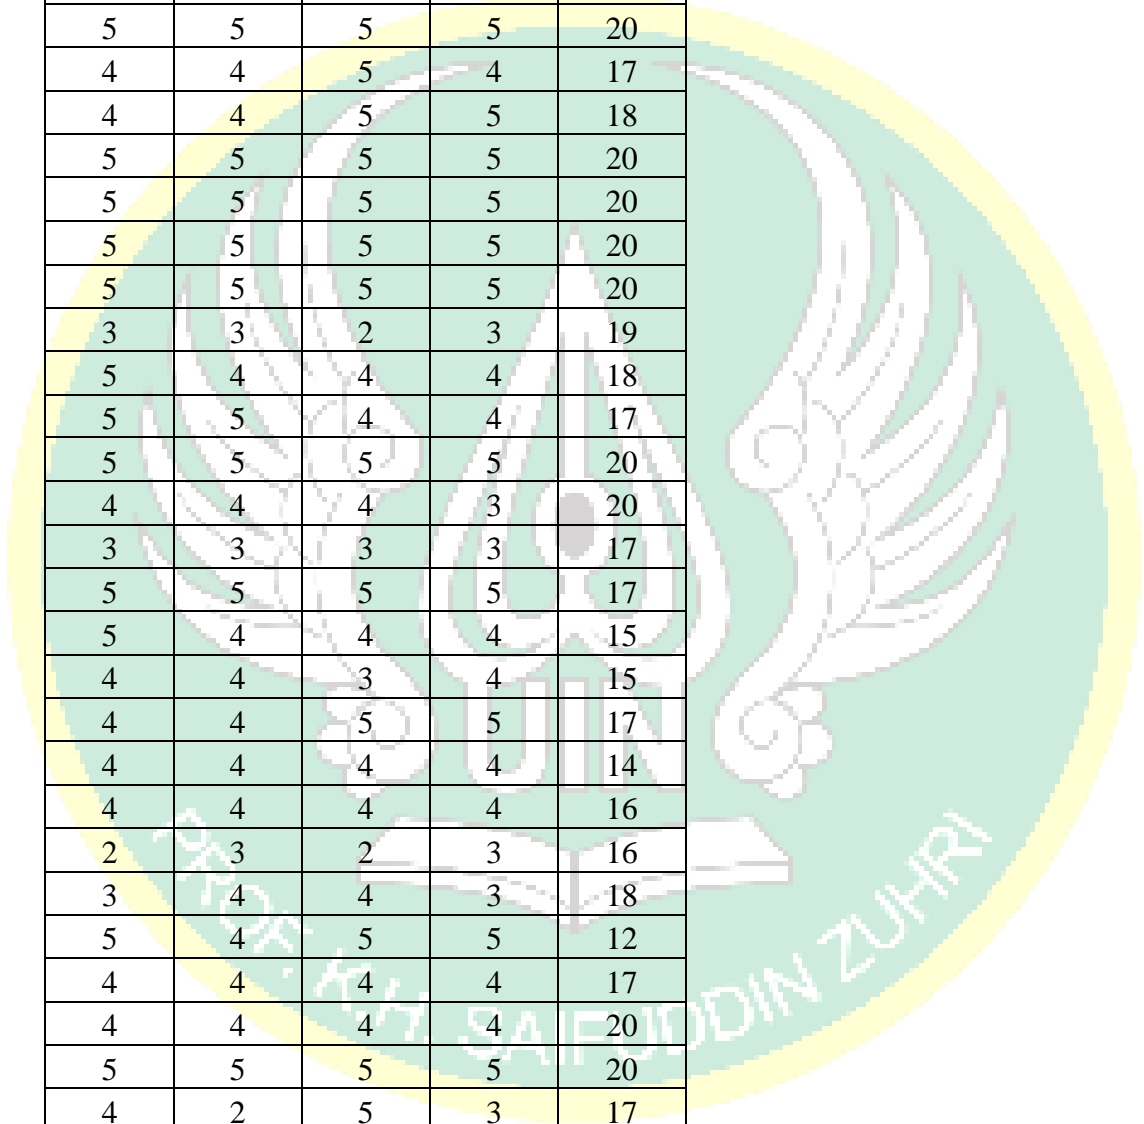 5 5 5 5 20
4 4 5 4 17
4 4 5 5 18
5 5 5 5 20
5 5 5 5 20
5 5 5 5 20
5 5 5 5 20
3 3 2 3 19
5 4 4 4 18
5 5 4 4 17
5 5 5 5 20
4 4 4 3 20
3 3 3 3 17
5 5 5 5 17
5 4 4 4 15
4 4 3 4 15
4 4 5 5 17
4 4 4 4 14
4 4 4 4 16
2 3 2 3 16
3 4 4 3 18
5 4 5 5 12
4 4 4 4 17
4 4 4 4 20
5 5 5 5 20
4 2 5 3 17
UIN
PROF. K.H. SAIFUDDIN ZUHRI